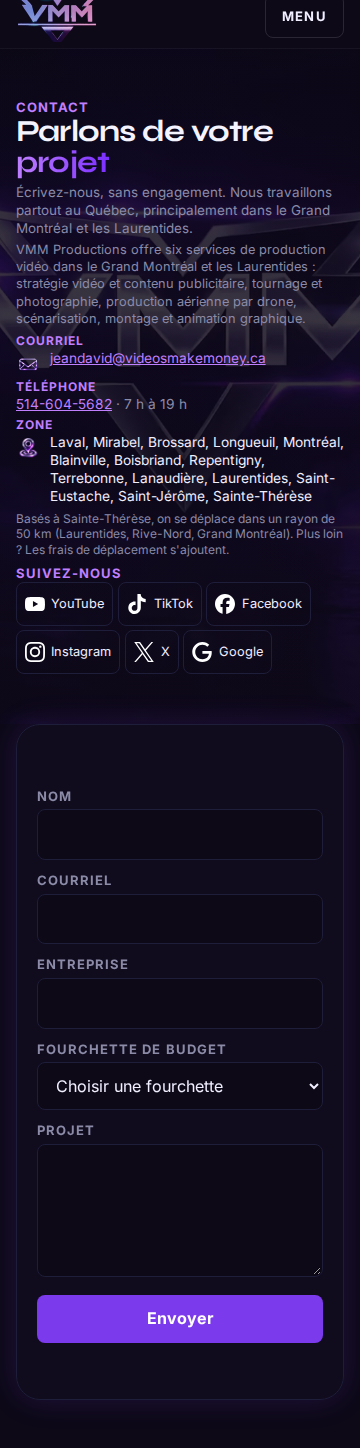 VMM
MENU
CONTACT
Parlons de votre
projet
Écrivez-nous, sans engagement. Nous travaillons
partout au Québec, principalement dans le Grand
Montréal et les Laurentides.
VMM Productions offre six services de production
vidéo dans le Grand Montréal et les Laurentides :
stratégie vidéo et contenu publicitaire, tournage et
photographie, production aérienne par drone,
scénarisation, montage et animation graphique.
COURRIEL
jeandavid@videosmakemoney.ca
TÉLÉPHONE
514-604-5682 · 7 h à 19 h
ZONE
Laval, Mirabel, Brossard, Longueuil, Montréal,
Blainville, Boisbriand, Repentigny,
Terrebonne, Lanaudière, Laurentides, Saint-
Eustache, Saint-Jérôme, Sainte-Thérèse
Basés à Sainte-Thérèse, on se déplace dans un rayon de
50 km (Laurentides, Rive-Nord, Grand Montréal). Plus loin
? Les frais de déplacement s'ajoutent.
SUIVEZ-NOUS
YouTube
TikTok
Facebook
Instagram
X
Google
NOM
COURRIEL
ENTREPRISE
FOURCHETTE DE BUDGET
Choisir une fourchette
PROJET
Envoyer